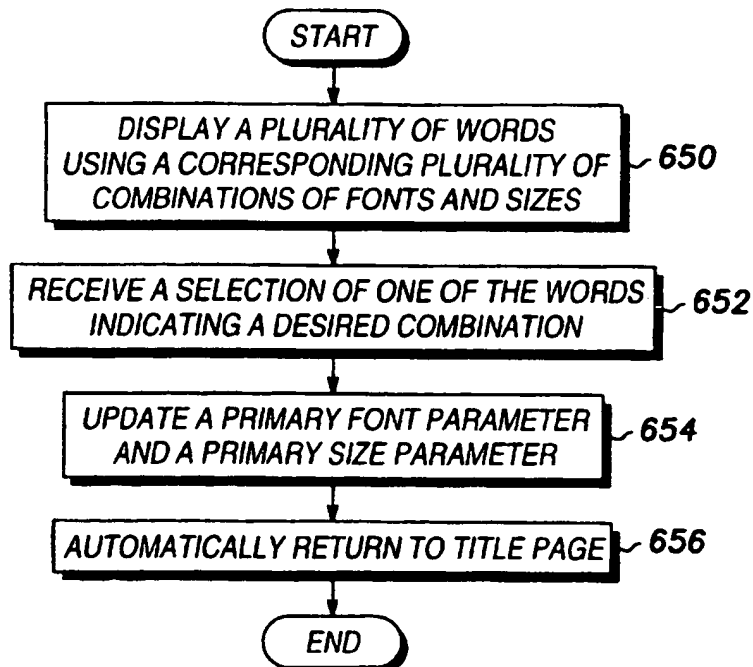 START
DISPLAY A PLURALITY OF WORDS
USING A CORRESPONDING PLURALITY OF
COMBINATIONS OF FONTS AND SIZES
650
RECEIVE A SELECTION OF ONE OF THE WORDS
INDICATING A DESIRED COMBINATION
652
UPDATE A PRIMARY FONT PARAMETER
AND A PRIMARY SIZE PARAMETER
654
AUTOMATICALLY RETURN TO TITLE PAGE
656
END